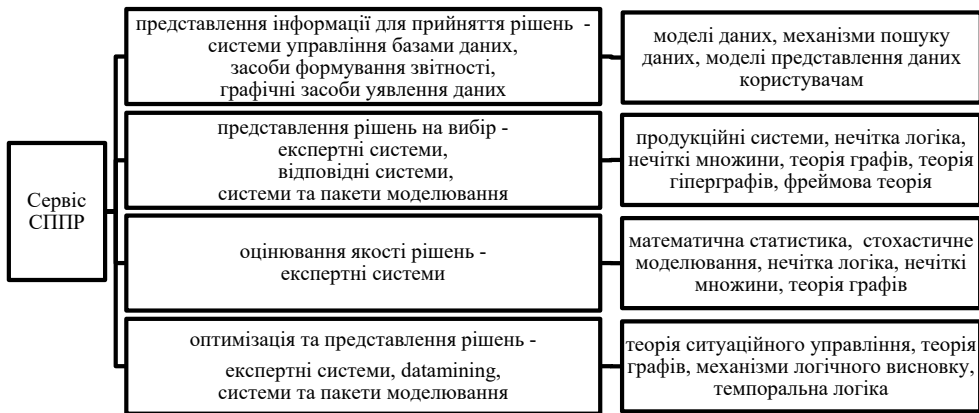 Сервіс
СППР
представлення інформації для прийняття рішень -
системи управління базами даних,
засоби формування звітності,
графічні засоби уявлення даних
моделі даних, механізми пошуку
даних, моделі представлення даних
користувачам
представлення рішень на вибір -
експертні системи,
відповідні системи,
системи та пакети моделювання
продукційні системи, нечітка логіка,
нечіткі множини, теорія графів, теорія
гіперграфів, фреймова теорія
оцінювання якості рішень -
експертні системи
математична статистика, стохастичне
моделювання, нечітка логіка, нечіткі
множини, теорія графів
оптимізація та представлення рішень -
експертні системи, datamining,
системи та пакети моделювання
теорія ситуаційного управління, теорія
графів, механізми логічного висновку,
темпоральна логіка